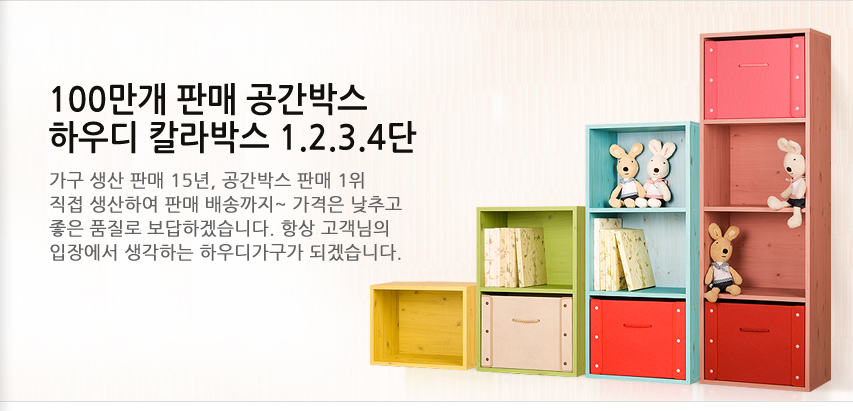 100만개 판매 공간박스
하우디 칼라박스 1.2.3.4단
가구 생산 판매 15년, 공간박스 판매 1위
직접 생산하여 판매 배송까지~ 가격은 낮추고
좋은 품질로 보답하겠습니다. 항상 고객님의
입장에서 생각하는 하우디가구가 되겠습니다.